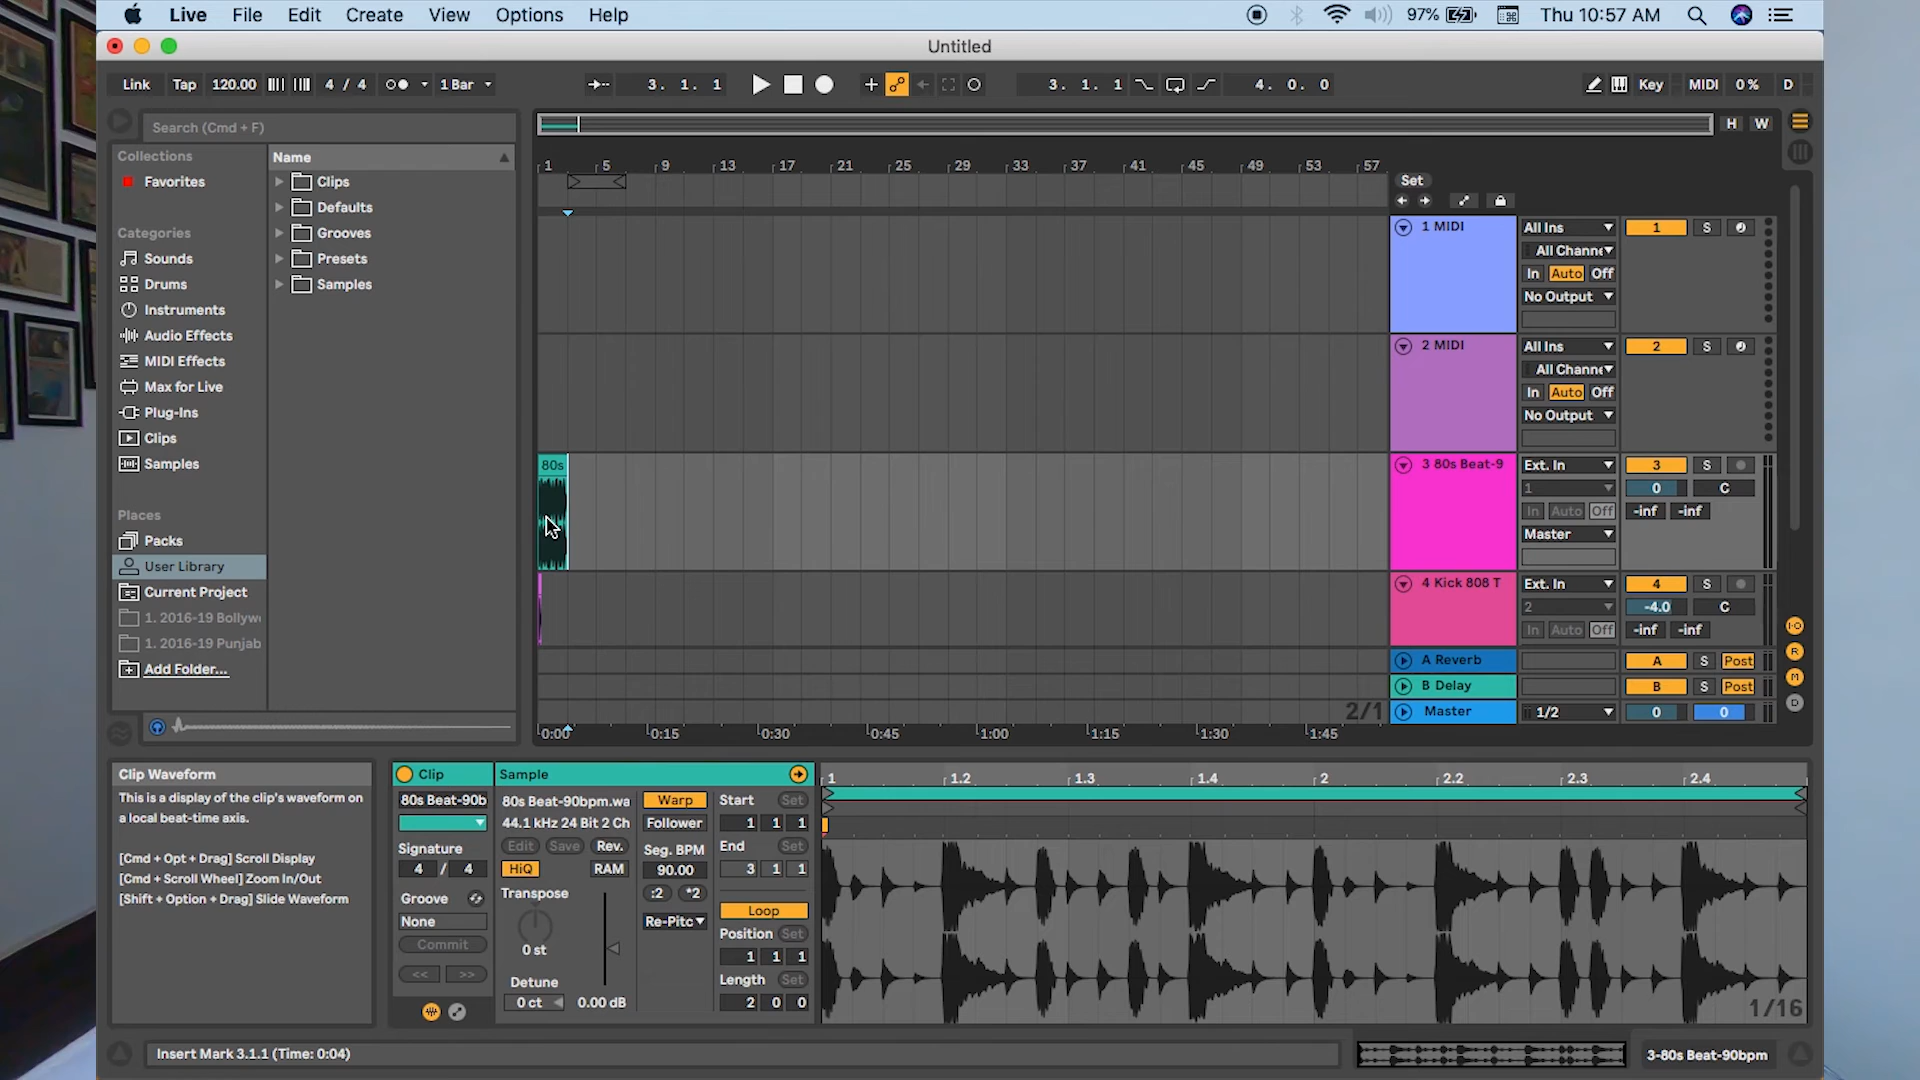 Live File Edit Create View Options Help 97% Thu 10:57 AM
Untitled
Link Tap 120.00 4 / 4 1 Bar 3. 1. 1 3. 1. 1 4. 0. 0 Key MIDI 0% D
Search (Cmd + F)
H W
Collections
Favorites
Categories
Sounds
Drums
Instruments
Audio Effects
MIDI Effects
Max for Live
Plug-Ins
Clips
Samples
Places
Packs
User Library
Current Project
1. 2016-19 Bollyw
1. 2016-19 Punjab
Add Folder...
Name
Clips
Defaults
Grooves
Presets
Samples
1 5 9 13 17 21 25 29 33 37 41 45 49 53 57
Set
1 MIDI All Ins 1 S
All Channe
In Auto Off
No Output
2 MIDI All Ins 2 S
All Channe
In Auto Off
No Output
80s
3 80s Beat-9 Ext. In 3 S
1 0 C
In Auto Off -inf -inf
Master
4 Kick 808 T Ext. In 4 S
2 -4.0 C
In Auto Off -inf -inf
A Reverb A S Post
B Delay B S Post
2/1
Master 1/2 0 0
I·O
R
M
D
0:00 0:15 0:30 0:45 1:00 1:15 1:30 1:45
Clip Waveform
This is a display of the clip's waveform on
a local beat-time axis.
[Cmd + Opt + Drag] Scroll Display
[Cmd + Scroll Wheel] Zoom In/Out
[Shift + Option + Drag] Slide Waveform
Clip
80s Beat-90b
Signature
4 / 4
Groove
None
Commit
<< >>
Sample
80s Beat-90bpm.wa
44.1 kHz 24 Bit 2 Ch
Edit Save Rev.
HiQ RAM
Transpose
0 st
Detune
0 ct 0.00 dB
Warp
Follower
Seg. BPM
90.00
:2 *2
Re-Pitc
Start Set
1 1 1
End Set
3 1 1
Loop
Position Set
1 1 1
Length Set
2 0 0
1 1.2 1.3 1.4 2 2.2 2.3 2.4
1/16
Insert Mark 3.1.1 (Time: 0:04)
3-80s Beat-90bpm